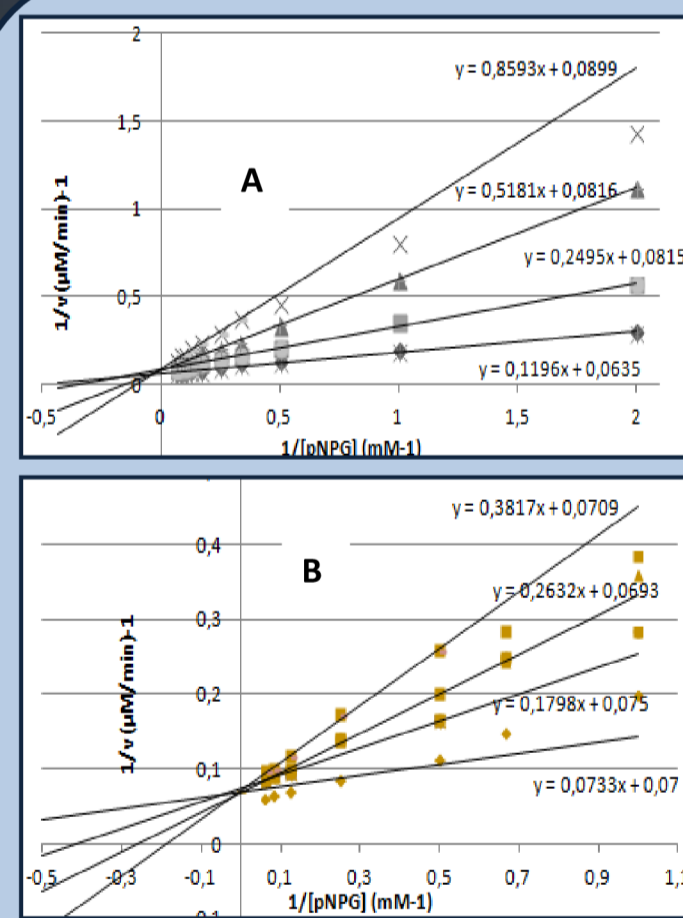 2
y = 0,8593x + 0,0899
1,5
A
y = 0,5181x + 0,0816
1
1/v (µM/min)-1
y = 0,2495x + 0,0815
0,5
y = 0,1196x + 0,0635
0
-0,5 0 0,5 1 1,5 2
1/[pNPG] (mM-1)
y = 0,3817x + 0,0709
0,4
B
y = 0,2632x + 0,0693
0,3
1/v (µM/min)-1
0,2
y = 0,1798x + 0,075
0,1
y = 0,0733x + 0,07
0
-0,5 -0,3 -0,1 0,1 0,3 0,5 0,7 0,9 1,1
1/[pNPG] (mM-1)